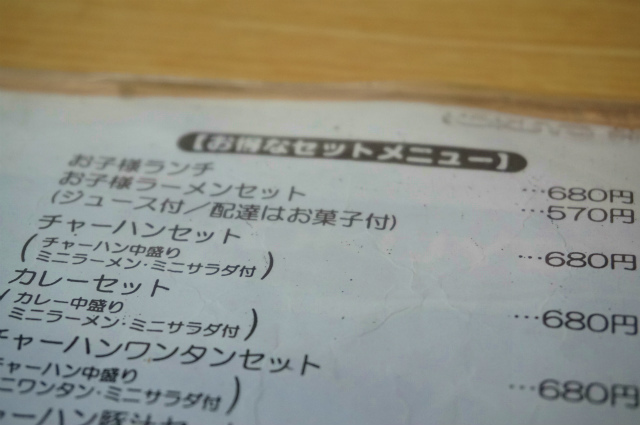 【お得なセットメニュー】
お子様ランチ …680円
お子様ラーメンセット …570円
(ジュース付/配達はお菓子付)
チャーハンセット …680円
(チャーハン中盛り
ミニラーメン・ミニサラダ付)
カレーセット …680円
(カレー中盛り
ミニラーメン・ミニサラダ付)
チャーハンワンタンセット …680円
チャーハン中盛り
ニワンタン・ミニサラダ付)
ャーハン豚汁セ